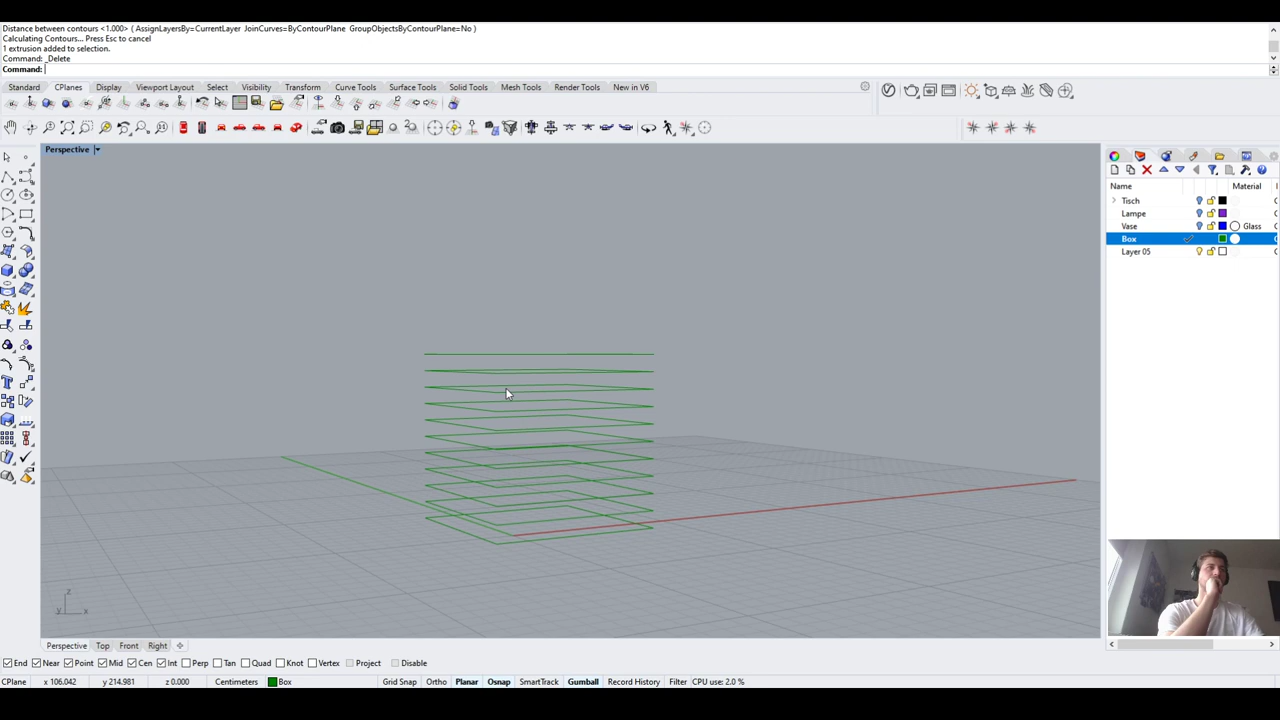 Distance between contours <1.000> ( AssignLayersBy=CurrentLayer JoinCurves=ByContourPlane GroupObjectsByContourPlane=No )
Calculating Contours... Press Esc to cancel
1 extrusion added to selection.
Command: _Delete
Command:
Standard CPlanes Display Viewport Layout Select Visibility Transform Curve Tools Surface Tools Solid Tools Mesh Tools Render Tools New in V6
Perspective
Name Material
Tisch
Lampe
Vase Glass
Box
Layer 05
z
y x
Perspective Top Front Right
End Near Point Mid Cen Int Perp Tan Quad Knot Vertex Project Disable
CPlane x 106.042 y 214.981 z 0.000 Centimeters Box Grid Snap Ortho Planar Osnap SmartTrack Gumball Record History Filter CPU use: 2.0 %